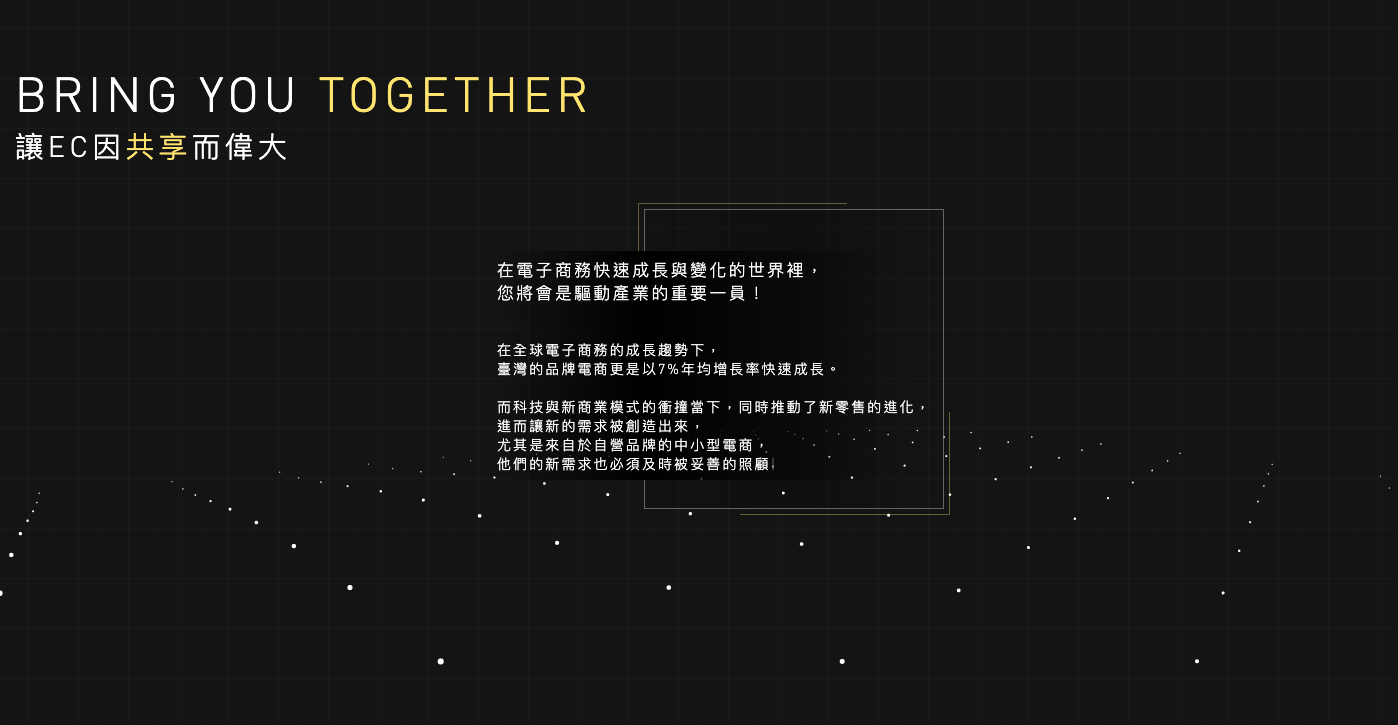 BRING YOU TOGETHER
讓EC因共享而偉大
在電子商務快速成長與變化的世界裡，
您將會是驅動產業的重要一員！
在全球電子商務的成長趨勢下，
臺灣的品牌電商更是以7%年均增長率快速成長。
而科技與新商業模式的衝撞當下，同時推動了新零售的進化，
進而讓新的需求被創造出來，
尤其是來自於自營品牌的中小型電商，
他們的新需求也必須及時被妥善的照顧